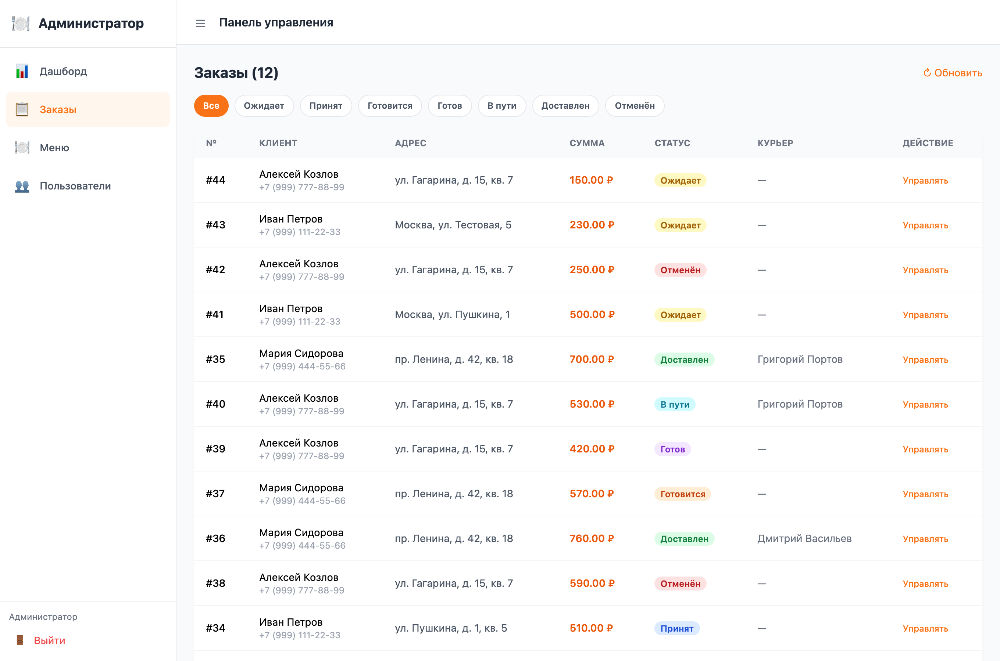 Администратор
Панель управления
Дашборд
Заказы
Меню
Пользователи
Администратор
Выйти
Заказы (12)
Обновить
Все Ожидает Принят Готовится Готов В пути Доставлен Отменён
№ КЛИЕНТ АДРЕС СУММА СТАТУС КУРЬЕР ДЕЙСТВИЕ
#44 Алексей Козлов ул. Гагарина, д. 15, кв. 7 150.00 ₽ Ожидает — Управлять
+7 (999) 777-88-99
#43 Иван Петров Москва, ул. Тестовая, 5 230.00 ₽ Ожидает — Управлять
+7 (999) 111-22-33
#42 Алексей Козлов ул. Гагарина, д. 15, кв. 7 250.00 ₽ Отменён — Управлять
+7 (999) 777-88-99
#41 Иван Петров Москва, ул. Пушкина, 1 500.00 ₽ Ожидает — Управлять
+7 (999) 111-22-33
#35 Мария Сидорова пр. Ленина, д. 42, кв. 18 700.00 ₽ Доставлен Григорий Портов Управлять
+7 (999) 444-55-66
#40 Алексей Козлов ул. Гагарина, д. 15, кв. 7 530.00 ₽ В пути Григорий Портов Управлять
+7 (999) 777-88-99
#39 Алексей Козлов ул. Гагарина, д. 15, кв. 7 420.00 ₽ Готов — Управлять
+7 (999) 777-88-99
#37 Мария Сидорова пр. Ленина, д. 42, кв. 18 570.00 ₽ Готовится — Управлять
+7 (999) 444-55-66
#36 Мария Сидорова пр. Ленина, д. 42, кв. 18 760.00 ₽ Доставлен Дмитрий Васильев Управлять
+7 (999) 444-55-66
#38 Алексей Козлов ул. Гагарина, д. 15, кв. 7 590.00 ₽ Отменён — Управлять
+7 (999) 777-88-99
#34 Иван Петров ул. Пушкина, д. 1, кв. 5 510.00 ₽ Принят — Управлять
+7 (999) 111-22-33